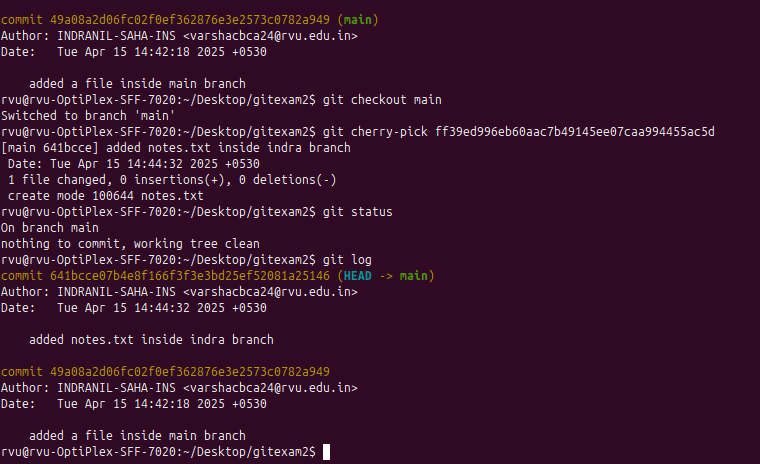 commit 49a08a2d06fc02f0ef362876e3e2573c0782a949 (main)
Author: INDRANIL-SAHA-INS <varshacbca24@rvu.edu.in>
Date:   Tue Apr 15 14:42:18 2025 +0530

    added a file inside main branch
rvu@rvu-OptiPlex-SFF-7020:~/Desktop/gitexam2$ git checkout main
Switched to branch 'main'
rvu@rvu-OptiPlex-SFF-7020:~/Desktop/gitexam2$ git cherry-pick ff39ed996eb60aac7b49145ee07caa994455ac5d
[main 641bcce] added notes.txt inside indra branch
 Date: Tue Apr 15 14:44:32 2025 +0530
 1 file changed, 0 insertions(+), 0 deletions(-)
 create mode 100644 notes.txt
rvu@rvu-OptiPlex-SFF-7020:~/Desktop/gitexam2$ git status
On branch main
nothing to commit, working tree clean
rvu@rvu-OptiPlex-SFF-7020:~/Desktop/gitexam2$ git log
commit 641bcce07b4e8f166f3f3e3bd25ef52081a25146 (HEAD -> main)
Author: INDRANIL-SAHA-INS <varshacbca24@rvu.edu.in>
Date:   Tue Apr 15 14:44:32 2025 +0530

    added notes.txt inside indra branch

commit 49a08a2d06fc02f0ef362876e3e2573c0782a949
Author: INDRANIL-SAHA-INS <varshacbca24@rvu.edu.in>
Date:   Tue Apr 15 14:42:18 2025 +0530

    added a file inside main branch
rvu@rvu-OptiPlex-SFF-7020:~/Desktop/gitexam2$